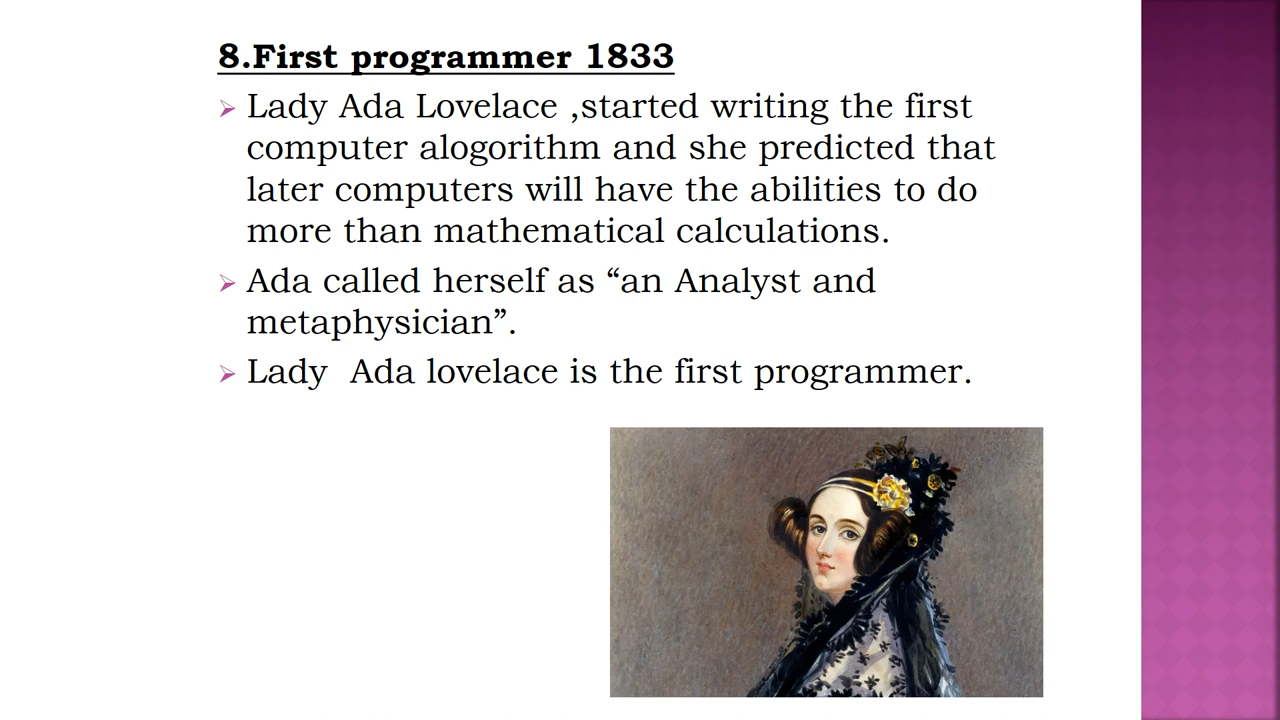 8.First programmer 1833
Lady Ada Lovelace ,started writing the first
computer alogorithm and she predicted that
later computers will have the abilities to do
more than mathematical calculations.
Ada called herself as “an Analyst and
metaphysician”.
Lady  Ada lovelace is the first programmer.